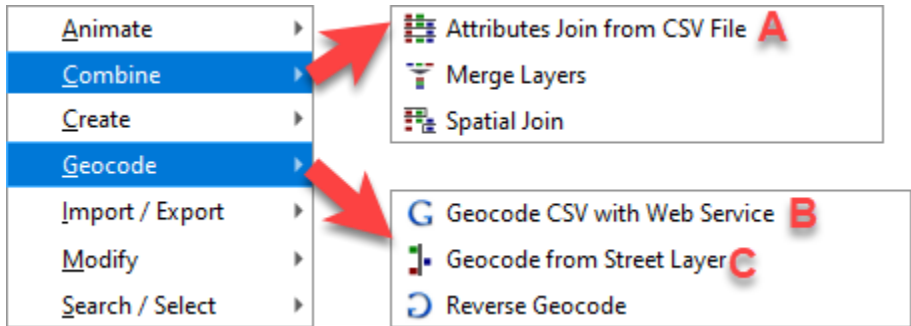 Animate
Combine
Create
Geocode
Import / Export
Modify
Search / Select
Attributes Join from CSV File A
Merge Layers
Spatial Join
G Geocode CSV with Web Service B
Geocode from Street Layer C
Reverse Geocode